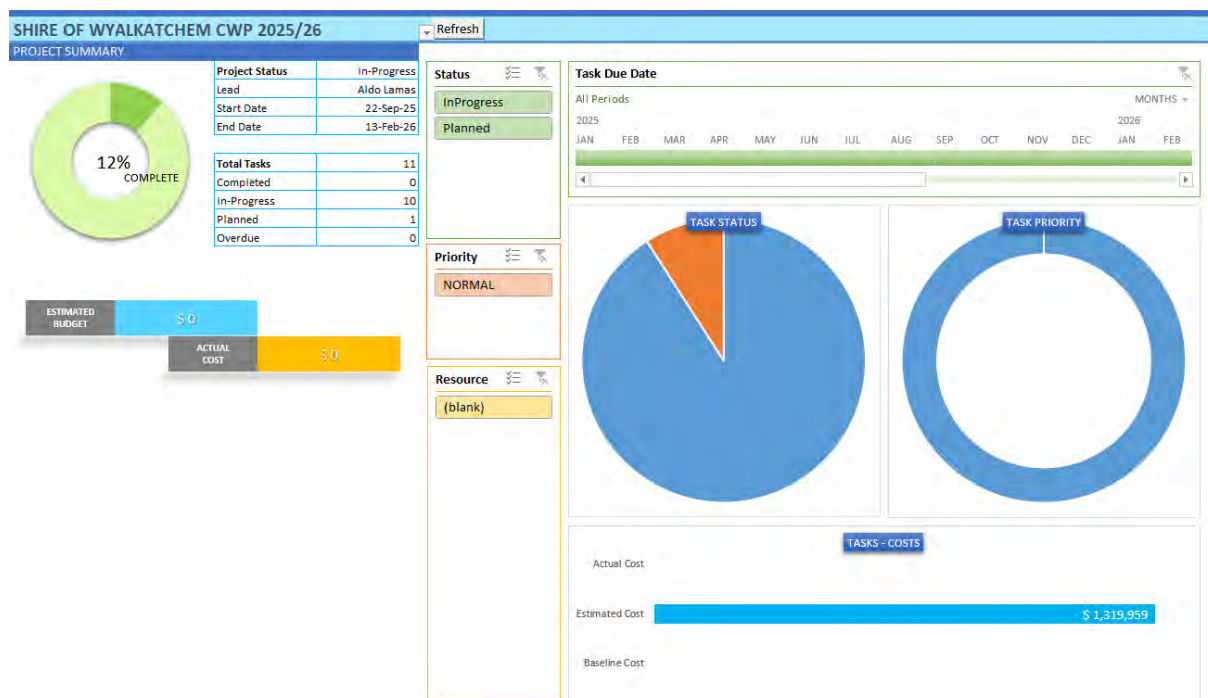 SHIRE OF WYALKATCHEM CWP 2025/26
Refresh
PROJECT SUMMARY
12%
COMPLETE
Project Status In-Progress
Lead Aldo Lamas
Start Date 22-Sep-25
End Date 13-Feb-26
Total Tasks 11
Completed 0
In-Progress 10
Planned 1
Overdue 0
ESTIMATED
BUDGET
$ 0
ACTUAL
COST
$ 0
Status
InProgress
Planned
Priority
NORMAL
Resource
(blank)
Task Due Date
All Periods MONTHS
2025 2026
JAN FEB MAR APR MAY JUN JUL AUG SEP OCT NOV DEC JAN FEB
TASK STATUS
TASK PRIORITY
TASKS - COSTS
Actual Cost
Estimated Cost $ 1,319,959
Baseline Cost